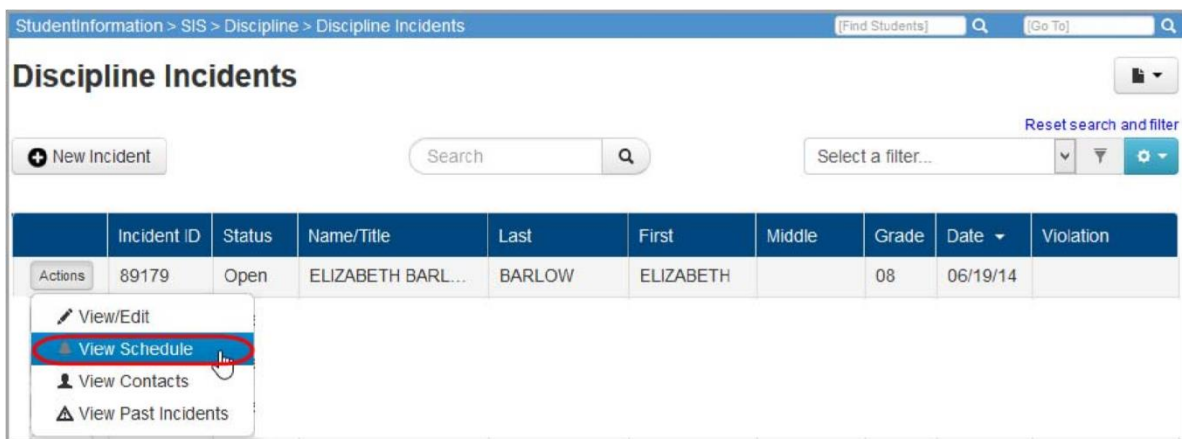 StudentInformation > SIS > Discipline > Discipline Incidents [Find Students] [Go To]
Discipline Incidents
Reset search and filter
New Incident Search Select a filter...
Incident ID Status Name/Title Last First Middle Grade Date Violation
Actions 89179 Open ELIZABETH BARL... BARLOW ELIZABETH 08 06/19/14
View/Edit
View Schedule
View Contacts
View Past Incidents